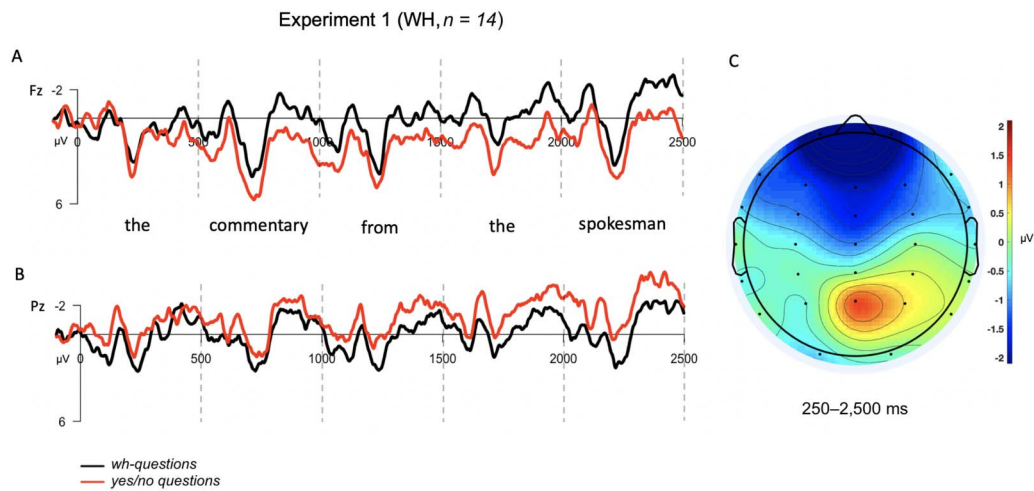 Experiment 1 (WH, n = 14)
A
Fz
-2
µV
0
500
1000
1500
2000
2500
6
the commentary from the spokesman
B
Pz
-2
µV
0
500
1000
1500
2000
2500
6
wh-questions
yes/no questions
C
2
1.5
1
0.5
0
-0.5
-1
-1.5
-2
µV
250–2,500 ms